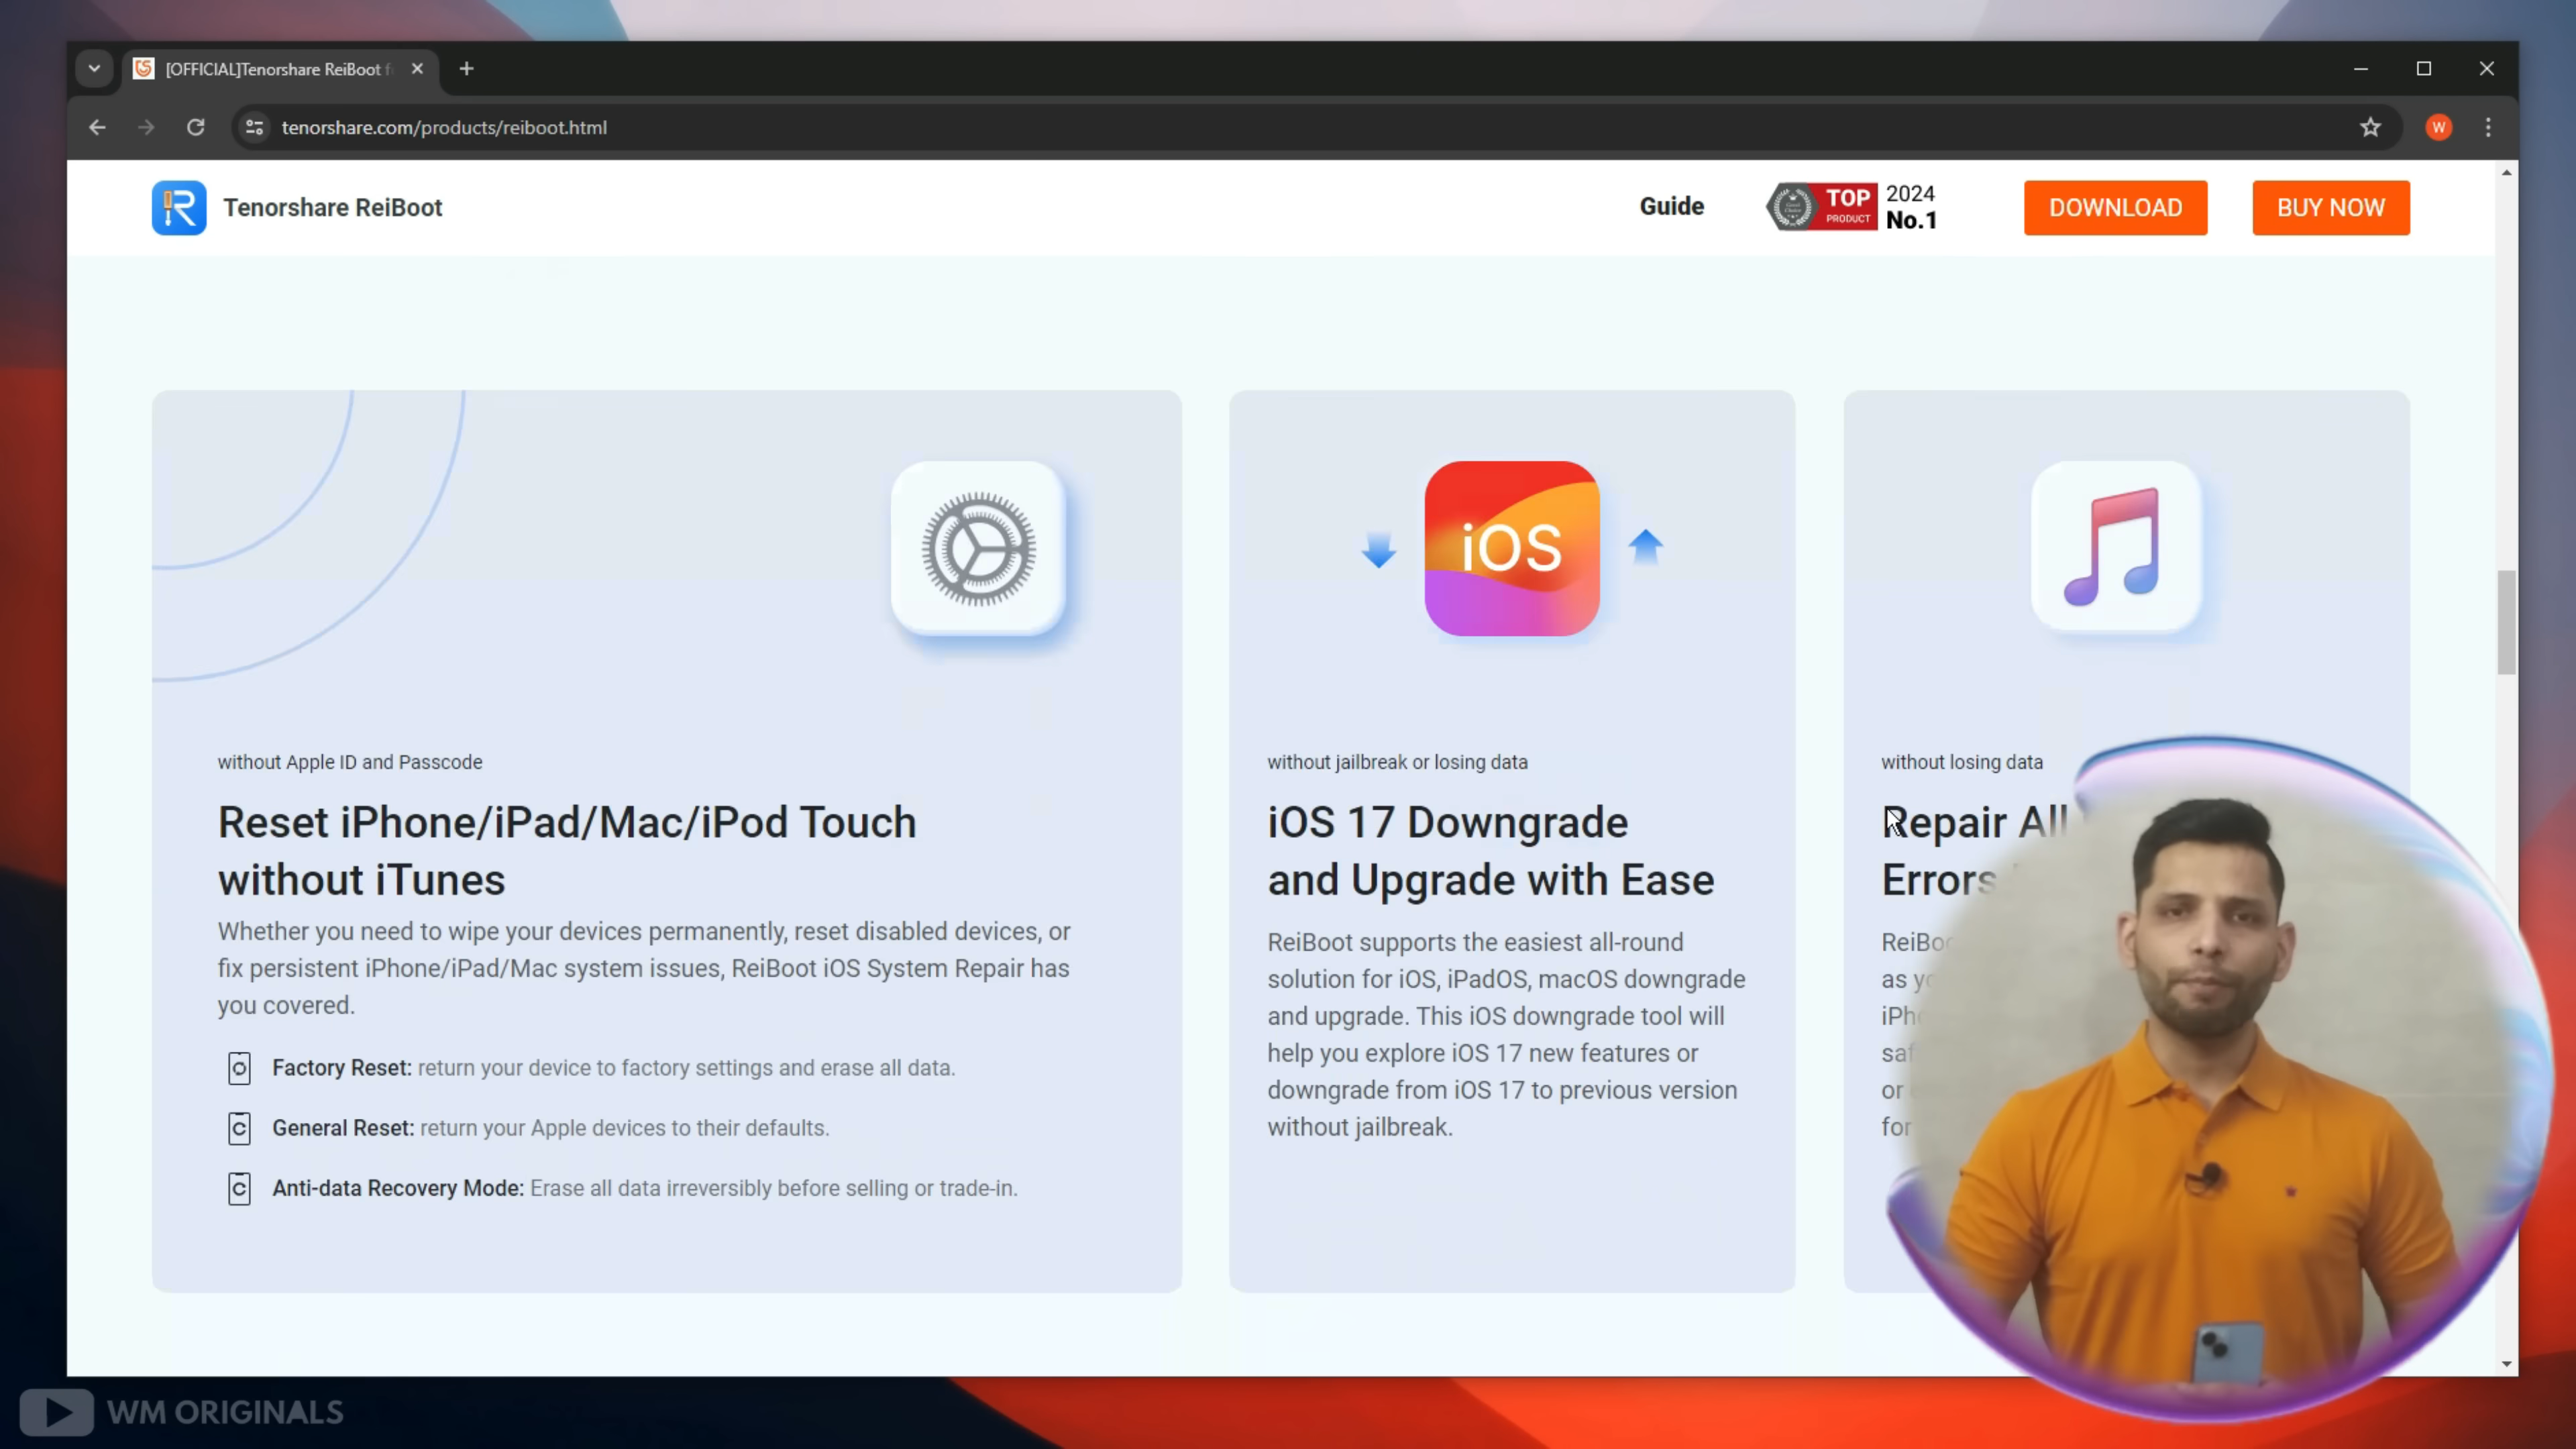 [OFFICIAL]Tenorshare ReiBoot
tenorshare.com/products/reiboot.html
W
Tenorshare ReiBoot
Guide
TOP
PRODUCT
2024
No.1
DOWNLOAD
BUY NOW
without Apple ID and Passcode
Reset iPhone/iPad/Mac/iPod Touch
without iTunes
Whether you need to wipe your devices permanently, reset disabled devices, or
fix persistent iPhone/iPad/Mac system issues, ReiBoot iOS System Repair has
you covered.
Factory Reset: return your device to factory settings and erase all data.
General Reset: return your Apple devices to their defaults.
Anti-data Recovery Mode: Erase all data irreversibly before selling or trade-in.
iOS
without jailbreak or losing data
iOS 17 Downgrade
and Upgrade with Ease
ReiBoot supports the easiest all-round
solution for iOS, iPadOS, macOS downgrade
and upgrade. This iOS downgrade tool will
help you explore iOS 17 new features or
downgrade from iOS 17 to previous version
without jailbreak.
without losing data
Repair All
Errors
as
or
for
WM ORIGINALS